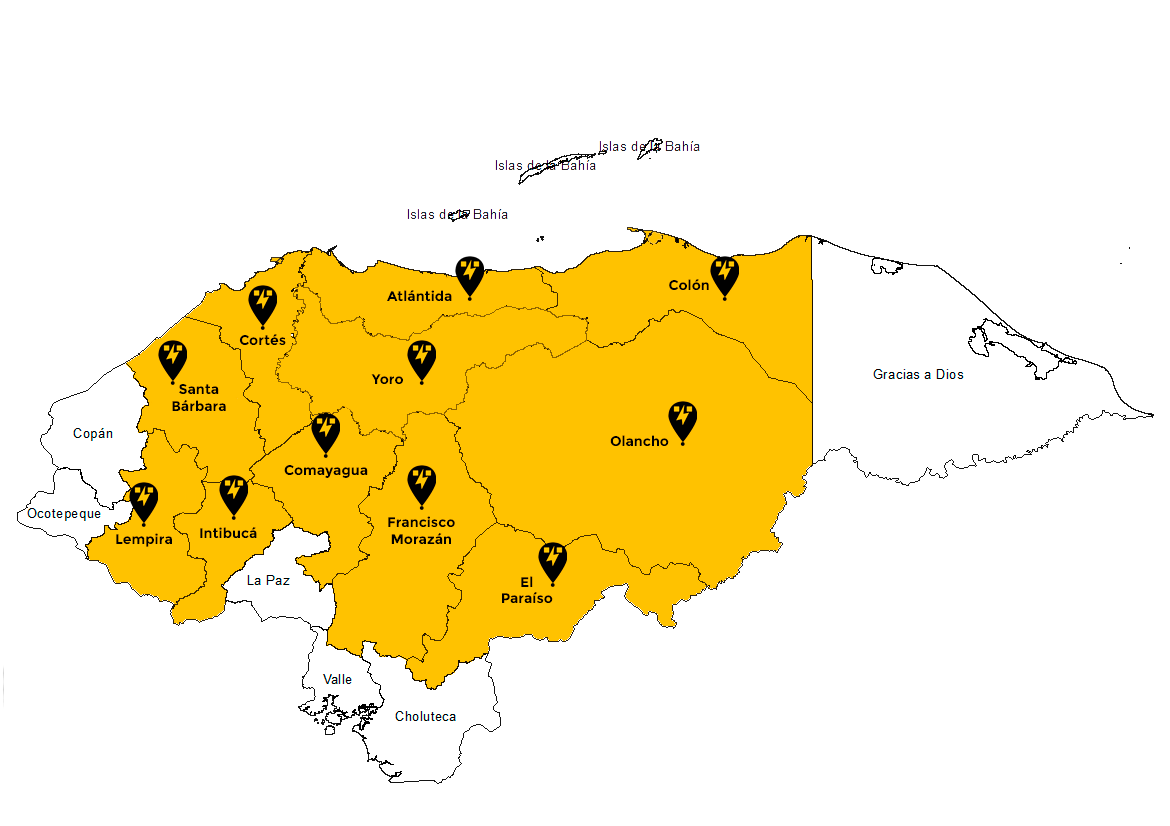 Islas de la Bahía
Islas de la Bahía
Islas de la Bahía
Atlántida
Colón
Cortés
Yoro
Gracias a Dios
Santa
Bárbara
Copán
Olancho
Comayagua
Ocotepeque
Lempira
Intibucá
Francisco
Morazán
La Paz
El
Paraíso
Valle
Choluteca